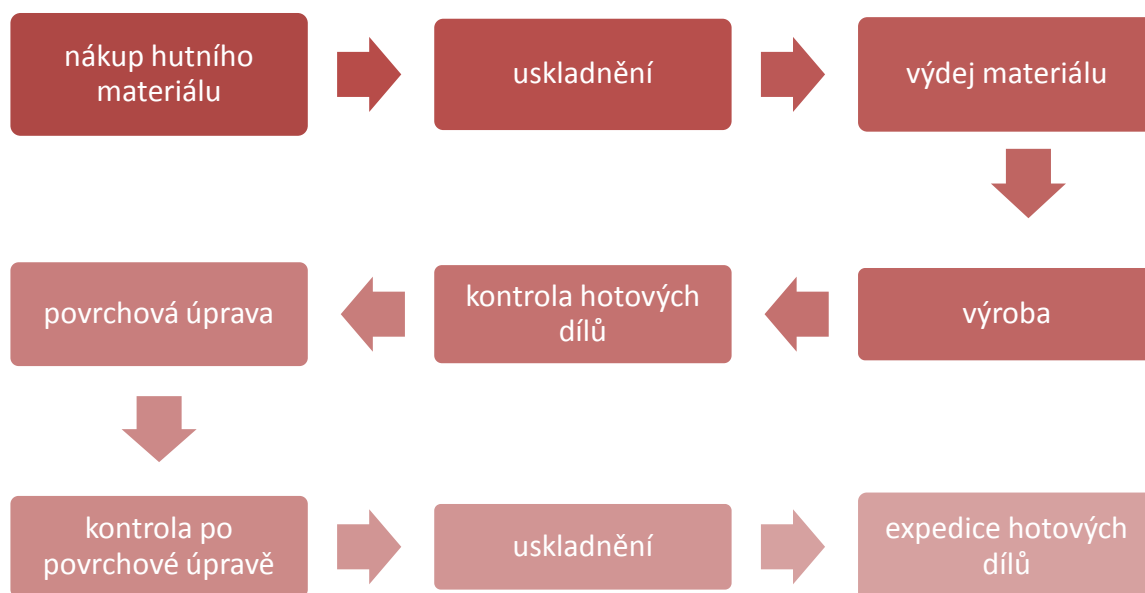 nákup hutního
materiálu
uskladnění
výdej materiálu
výroba
kontrola hotových
dílů
povrchová úprava
kontrola po
povrchové úpravě
uskladnění
expedice hotových
dílů